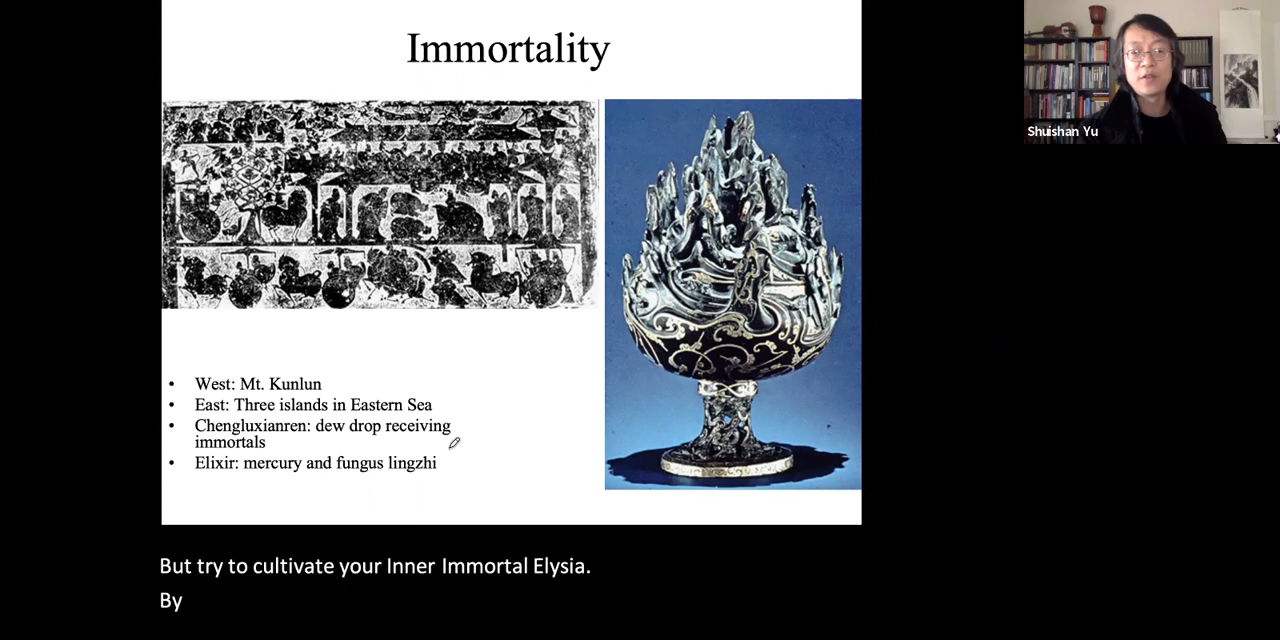 Immortality
Shuishan Yu
• West: Mt. Kunlun
• East: Three islands in Eastern Sea
• Chengluxianren: dew drop receiving
immortals
• Elixir: mercury and fungus lingzhi
But try to cultivate your Inner Immortal Elysia.
By